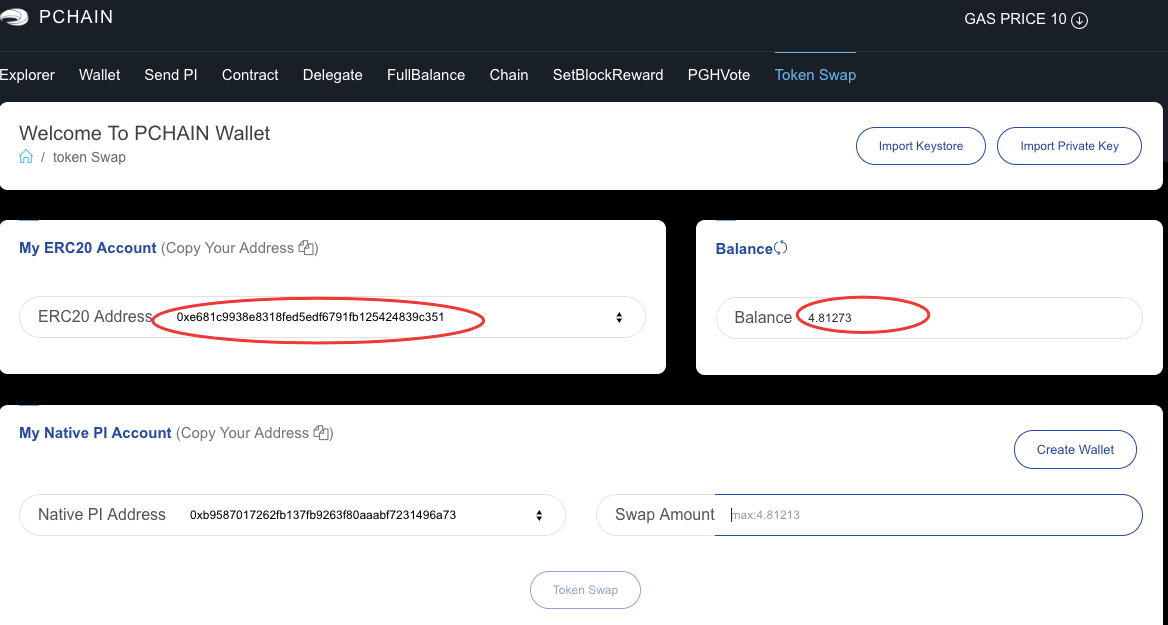 PCHAIN
GAS PRICE 10
Explorer Wallet Send PI Contract Delegate FullBalance Chain SetBlockReward PGHVote Token Swap
Welcome To PCHAIN Wallet
/ token Swap
Import Keystore
Import Private Key
My ERC20 Account (Copy Your Address )
ERC20 Address 0xe681c9938e8318fed5edf6791fb125424839c351
Balance
Balance 4.81273
My Native PI Account (Copy Your Address )
Create Wallet
Native PI Address 0xb9587017262fb137fb9263f80aaabf7231496a73
Swap Amount max:4.81213
Token Swap